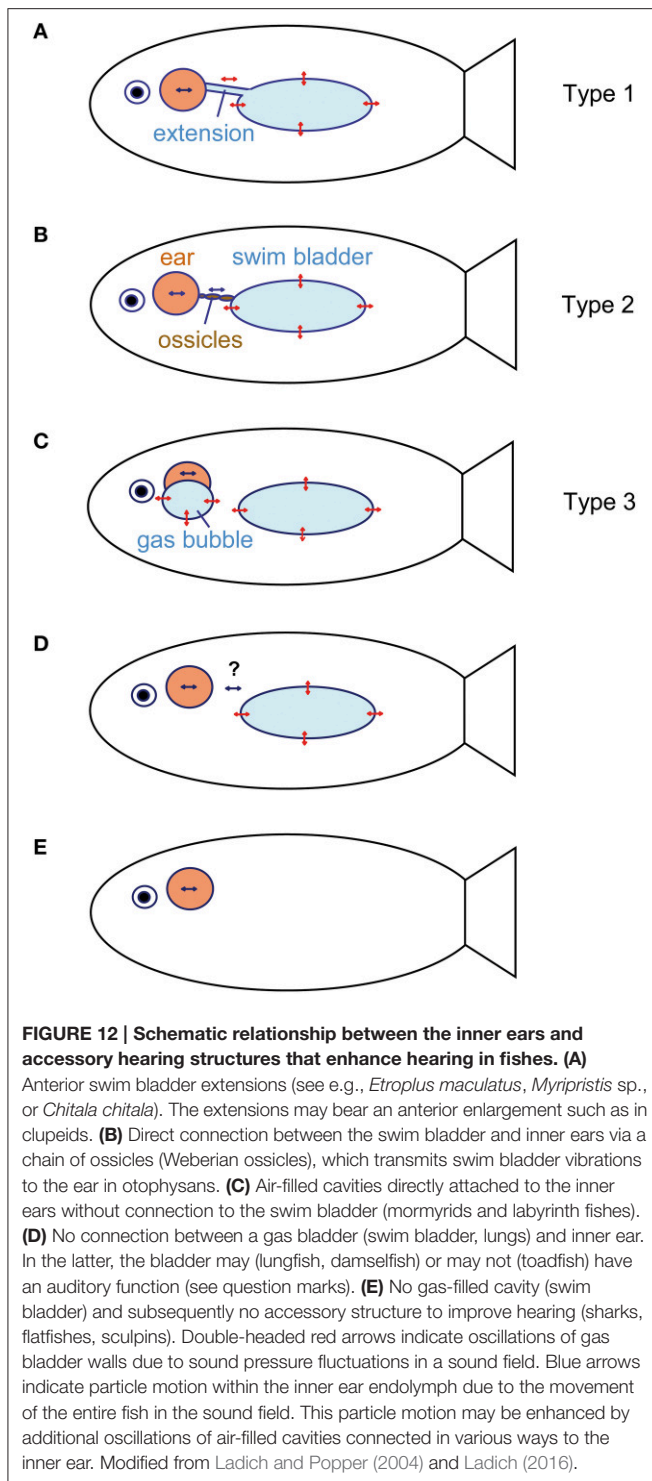 A
Type 1
extension
B
ear
swim bladder
Type 2
ossicles
C
Type 3
gas bubble
D
?
E
FIGURE 12 | Schematic relationship between the inner ears and
accessory hearing structures that enhance hearing in fishes. (A)
Anterior swim bladder extensions (see e.g., Etroplus maculatus, Myripristis sp.,
or Chitala chitala). The extensions may bear an anterior enlargement such as in
clupeids. (B) Direct connection between the swim bladder and inner ears via a
chain of ossicles (Weberian ossicles), which transmits swim bladder vibrations
to the ear in otophysans. (C) Air-filled cavities directly attached to the inner
ears without connection to the swim bladder (mormyrids and labyrinth fishes).
(D) No connection between a gas bladder (swim bladder, lungs) and inner ear.
In the latter, the bladder may (lungfish, damselfish) or may not (toadfish) have
an auditory function (see question marks). (E) No gas-filled cavity (swim
bladder) and subsequently no accessory structure to improve hearing (sharks,
flatfishes, sculpins). Double-headed red arrows indicate oscillations of gas
bladder walls due to sound pressure fluctuations in a sound field. Blue arrows
indicate particle motion within the inner ear endolymph due to the movement
of the entire fish in the sound field. This particle motion may be enhanced by
additional oscillations of air-filled cavities connected in various ways to the
inner ear. Modified from Ladich and Popper (2004) and Ladich (2016).